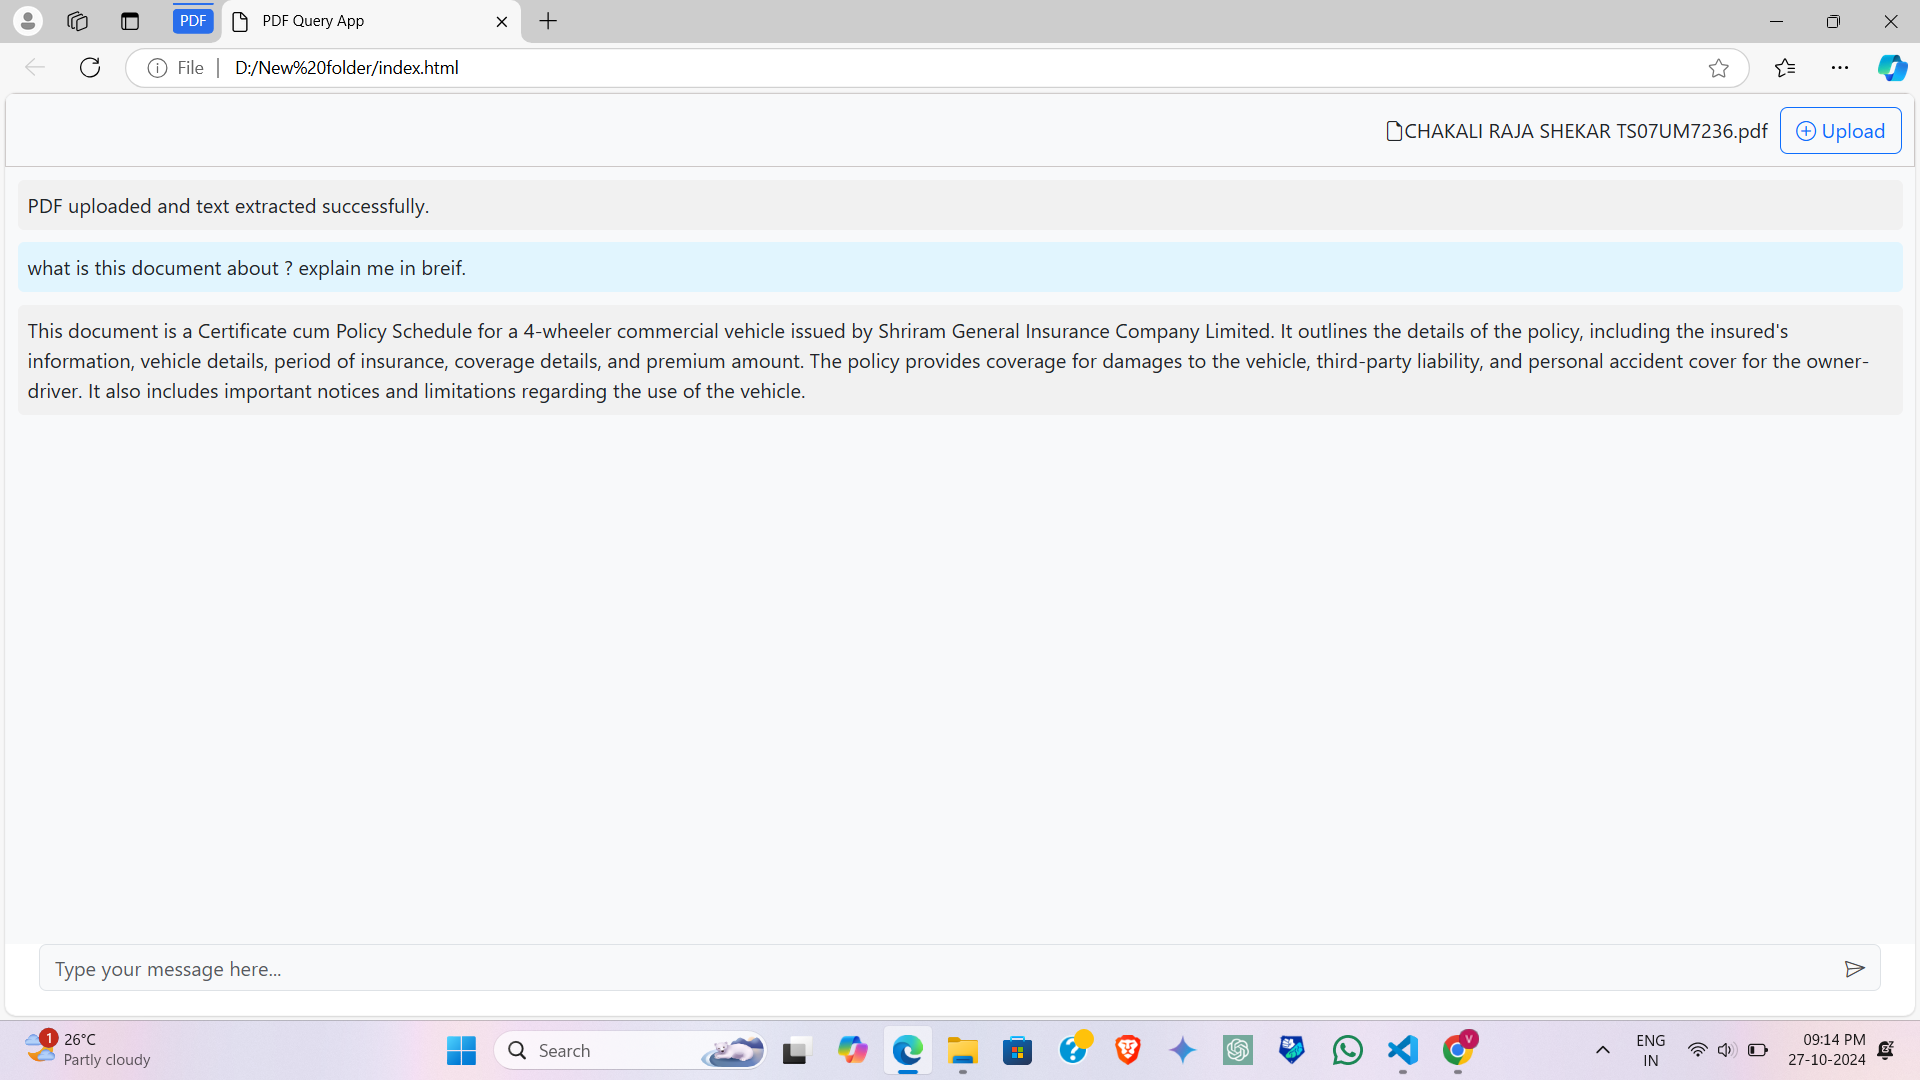 PDF
PDF Query App
File
D:/New%20folder/index.html
CHAKALI RAJA SHEKAR TS07UM7236.pdf
Upload
PDF uploaded and text extracted successfully.
what is this document about ? explain me in breif.
This document is a Certificate cum Policy Schedule for a 4-wheeler commercial vehicle issued by Shriram General Insurance Company Limited. It outlines the details of the policy, including the insured's
information, vehicle details, period of insurance, coverage details, and premium amount. The policy provides coverage for damages to the vehicle, third-party liability, and personal accident cover for the owner-
driver. It also includes important notices and limitations regarding the use of the vehicle.
Type your message here...
1
26°C
Partly cloudy
Search
V
ENG
IN
09:14 PM
27-10-2024